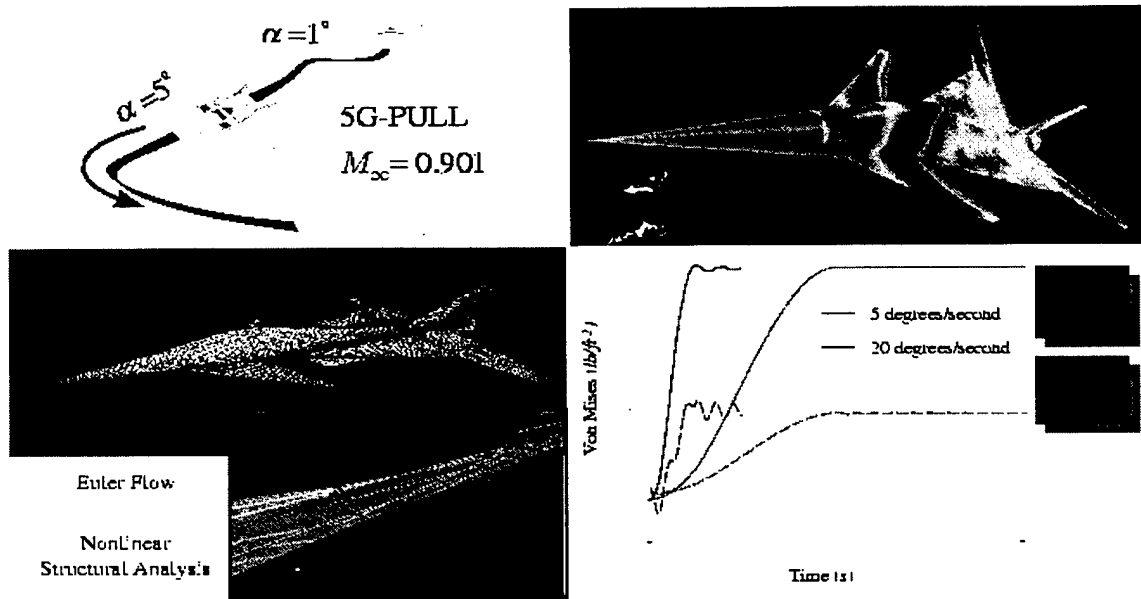 α=1°
α=5°
5G-PULL
M∞= 0.901
Euler Flow
Nonlinear
Structural Analysis
Von Mises (lb/ft²)
5 degrees/second
20 degrees/second
Time (s)